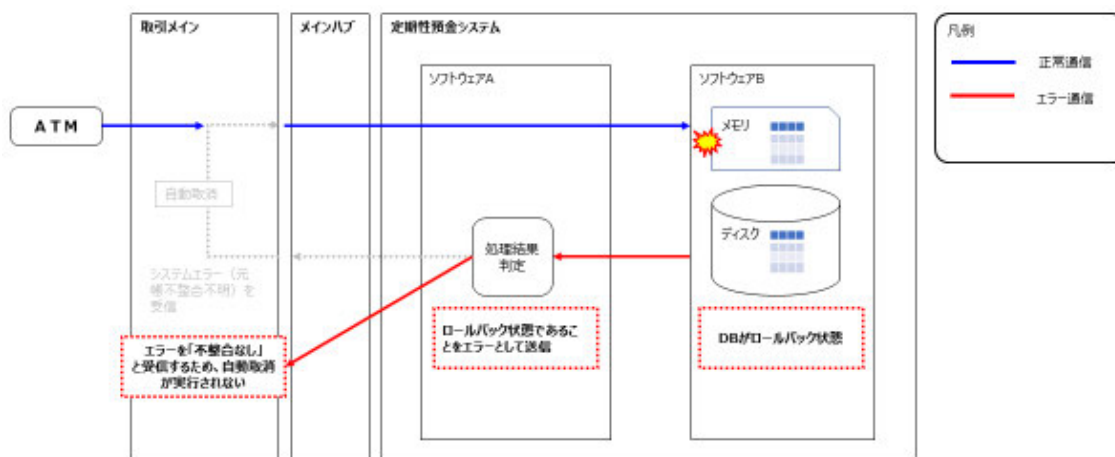 取引メイン
メインハブ
定期性預金システム
凡例
正常通信
エラー通信
ソフトウェアA
ソフトウェアB
ATM
メモリ
自動取消
ディスク
処理結果
判定
システムエラー（元
帳不整合不明）を
受信
エラーを「不整合なし」
と受信するため、自動取消
が実行されない
ロールバック状態であるこ
とをエラーとして送信
DBがロールバック状態